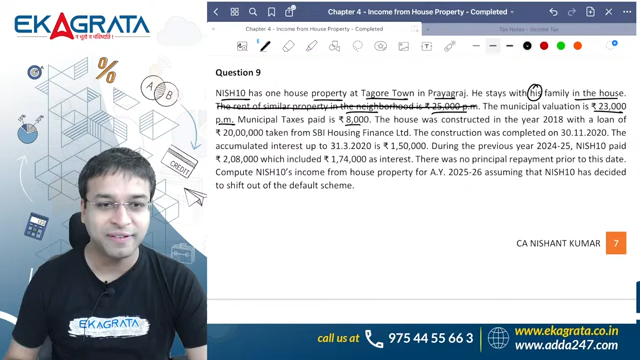 Chapter 4 - Income from House Property - Completed
Chapter 4 - Income from House Property - Completed
Tax Notes - Income Tax
EKAGRATA
Question 9
NISH10 has one house property at Tagore Town in Prayagraj. He stays with his family in the house.
The rent of similar property in the neighborhood is ₹ 25,000 p.m. The municipal valuation is ₹ 23,000
p.m. Municipal Taxes paid is ₹ 8,000. The house was constructed in the year 2018 with a loan of
₹ 20,00,000 taken from SBI Housing Finance Ltd. The construction was completed on 30.11.2020.
The accumulated interest up to 31.3.2020 is ₹ 1,50,000. During the previous year 2024-25, NISH10
paid ₹ 2,08,000 which included ₹ 1,74,000 as interest. There was no principal repayment prior to this date.
Compute NISH10's income from house property for A.Y. 2025-26 assuming that NISH10 has decided
to shift out of the default scheme.
CA NISHANT KUMAR 7
%
A
B
CREDIT
EKAGRATA
call us at 975 44 55 66 3
www.ekagrata.co.in
www.adda247.com